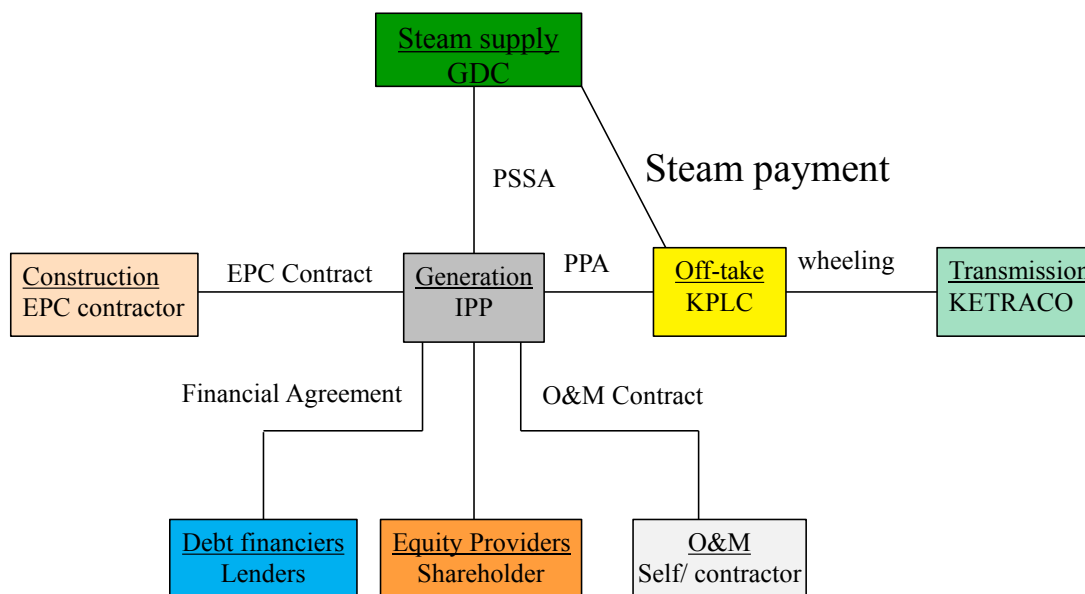 Steam supply
GDC
Steam payment
PSSA
Construction
EPC contractor
EPC Contract
Generation
IPP
PPA
Off-take
KPLC
wheeling
Transmission
KETRACO
Financial Agreement
O&M Contract
Debt financiers
Lenders
Equity Providers
Shareholder
O&M
Self/ contractor